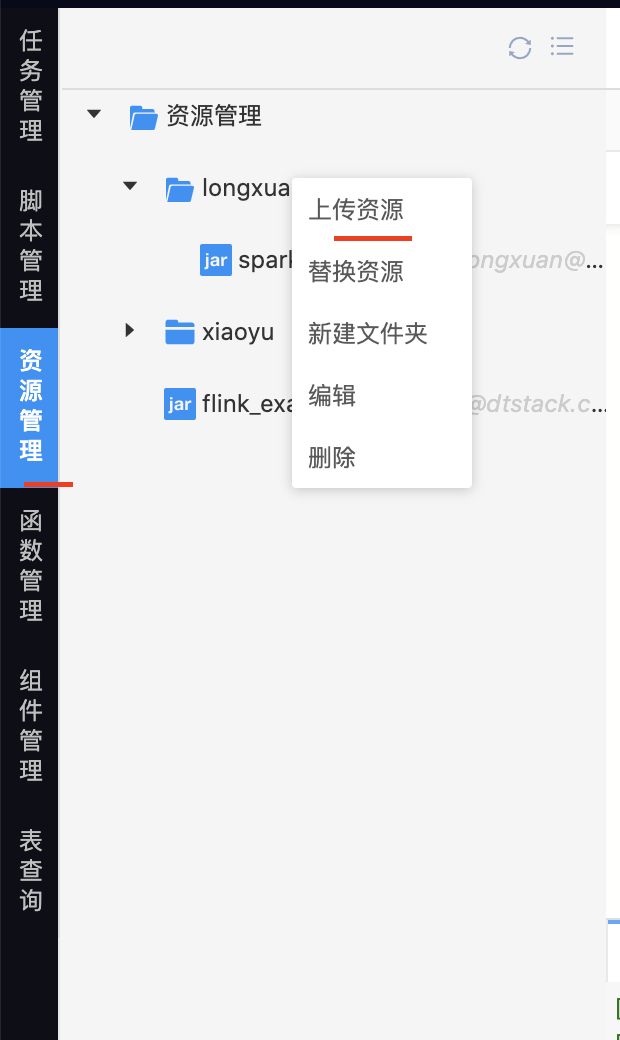 任务管理
脚本管理
资源管理
函数管理
组件管理
表查询
资源管理
longxua
jar spark
ongxuan@...
xiaoyu
jar flink_exa
@dtstack.c...
上传资源
替换资源
新建文件夹
编辑
删除